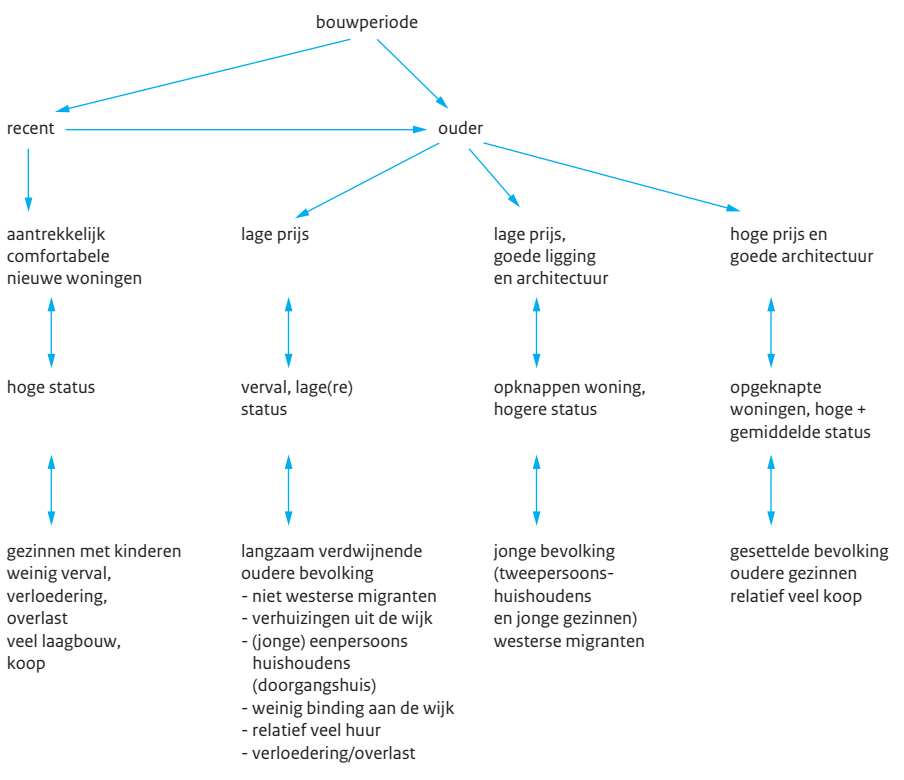 bouwperiode
recent
ouder
aantrekkelijk
comfortabele
nieuwe woningen
lage prijs
lage prijs,
goede ligging
en architectuur
hoge prijs en
goede architectuur
hoge status
verval, lage(re)
status
opknappen woning,
hogere status
opgeknapte
woningen, hoge +
gemiddelde status
gezinnen met kinderen
weinig verval,
verloedering,
overlast
veel laagbouw,
koop
langzaam verdwijnende
oudere bevolking
- niet westerse migranten
- verhuizingen uit de wijk
- (jonge) eenpersoons
huishoudens
(doorgangshuis)
- weinig binding aan de wijk
- relatief veel huur
- verloedering/overlast
jonge bevolking
(tweepersoons-
huishoudens
en jonge gezinnen)
westerse migranten
gesettelde bevolking
oudere gezinnen
relatief veel koop